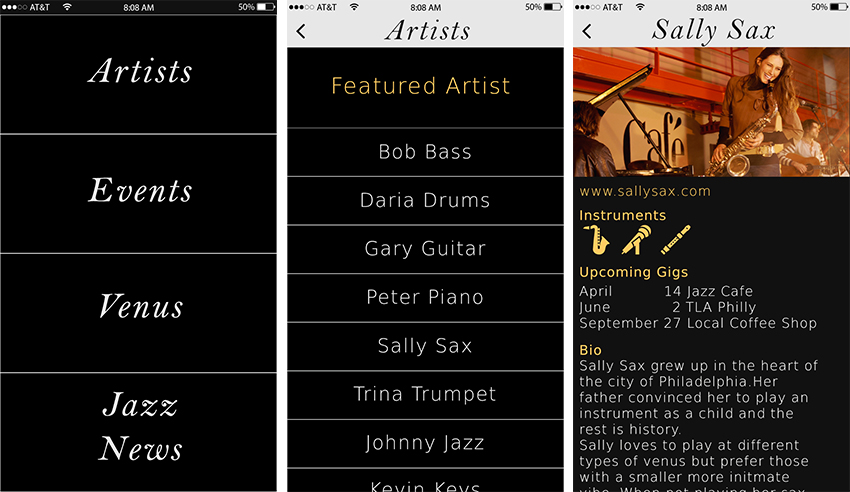 AT&T 8:08 AM 50%
Artists
Events
Venus
Jazz
News
AT&T 8:08 AM 50%
Artists
Featured Artist
Bob Bass
Daria Drums
Gary Guitar
Peter Piano
Sally Sax
Trina Trumpet
Johnny Jazz
Kevin Keys
AT&T 8:08 AM 50%
Sally Sax
Café
www.sallysax.com
Instruments
Upcoming Gigs
April 14 Jazz Cafe
June 2 TLA Philly
September 27 Local Coffee Shop
Bio
Sally Sax grew up in the heart of
the city of Philadelphia.Her
father convinced her to play an
instrument as a child and the
rest is history.
Sally loves to play at different
types of venus but prefer those
with a smaller more initmate
vibe. When not playing her sax